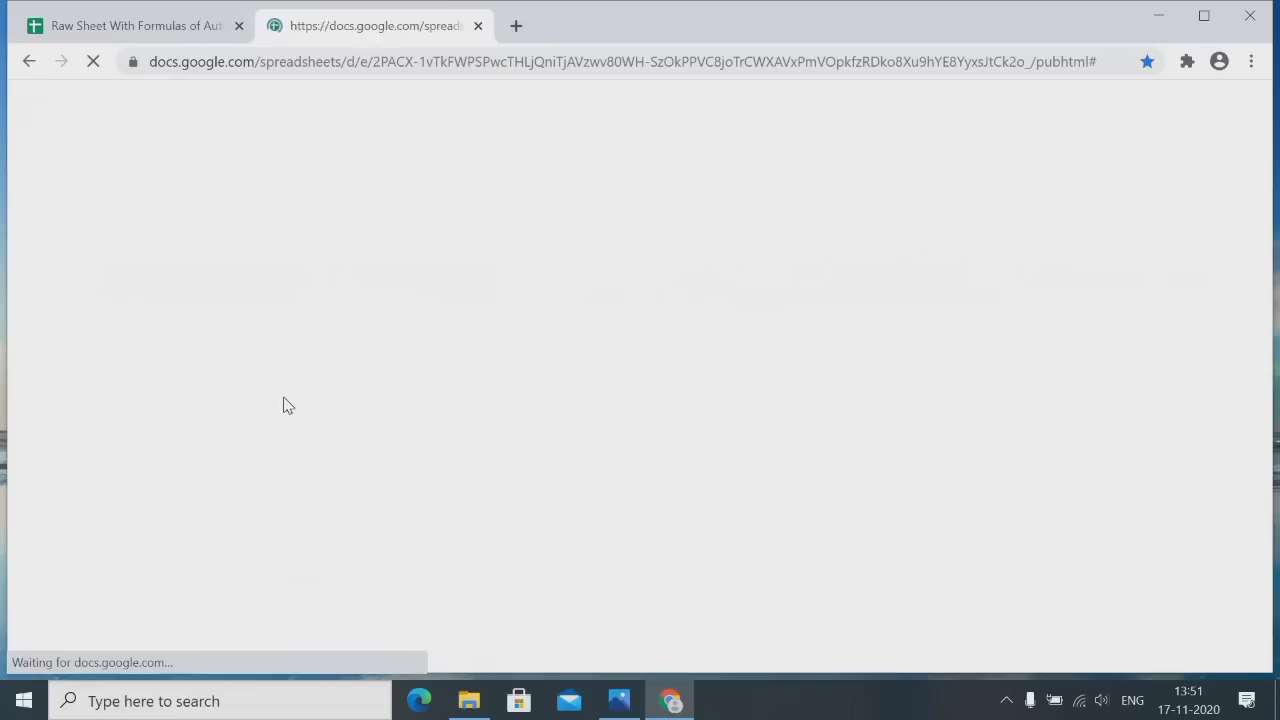 Raw Sheet With Formulas of Aut
https://docs.google.com/spreads
docs.google.com/spreadsheets/d/e/2PACX-1vTkFWPSPwcTHLjQniTjAVzwv80WH-SzOkPPVC8joTrCWXAVxPmVOpkfzRDko8Xu9hYE8YyxsJtCk2o_/pubhtml#
Waiting for docs.google.com...
Type here to search
ENG
13:51
17-11-2020